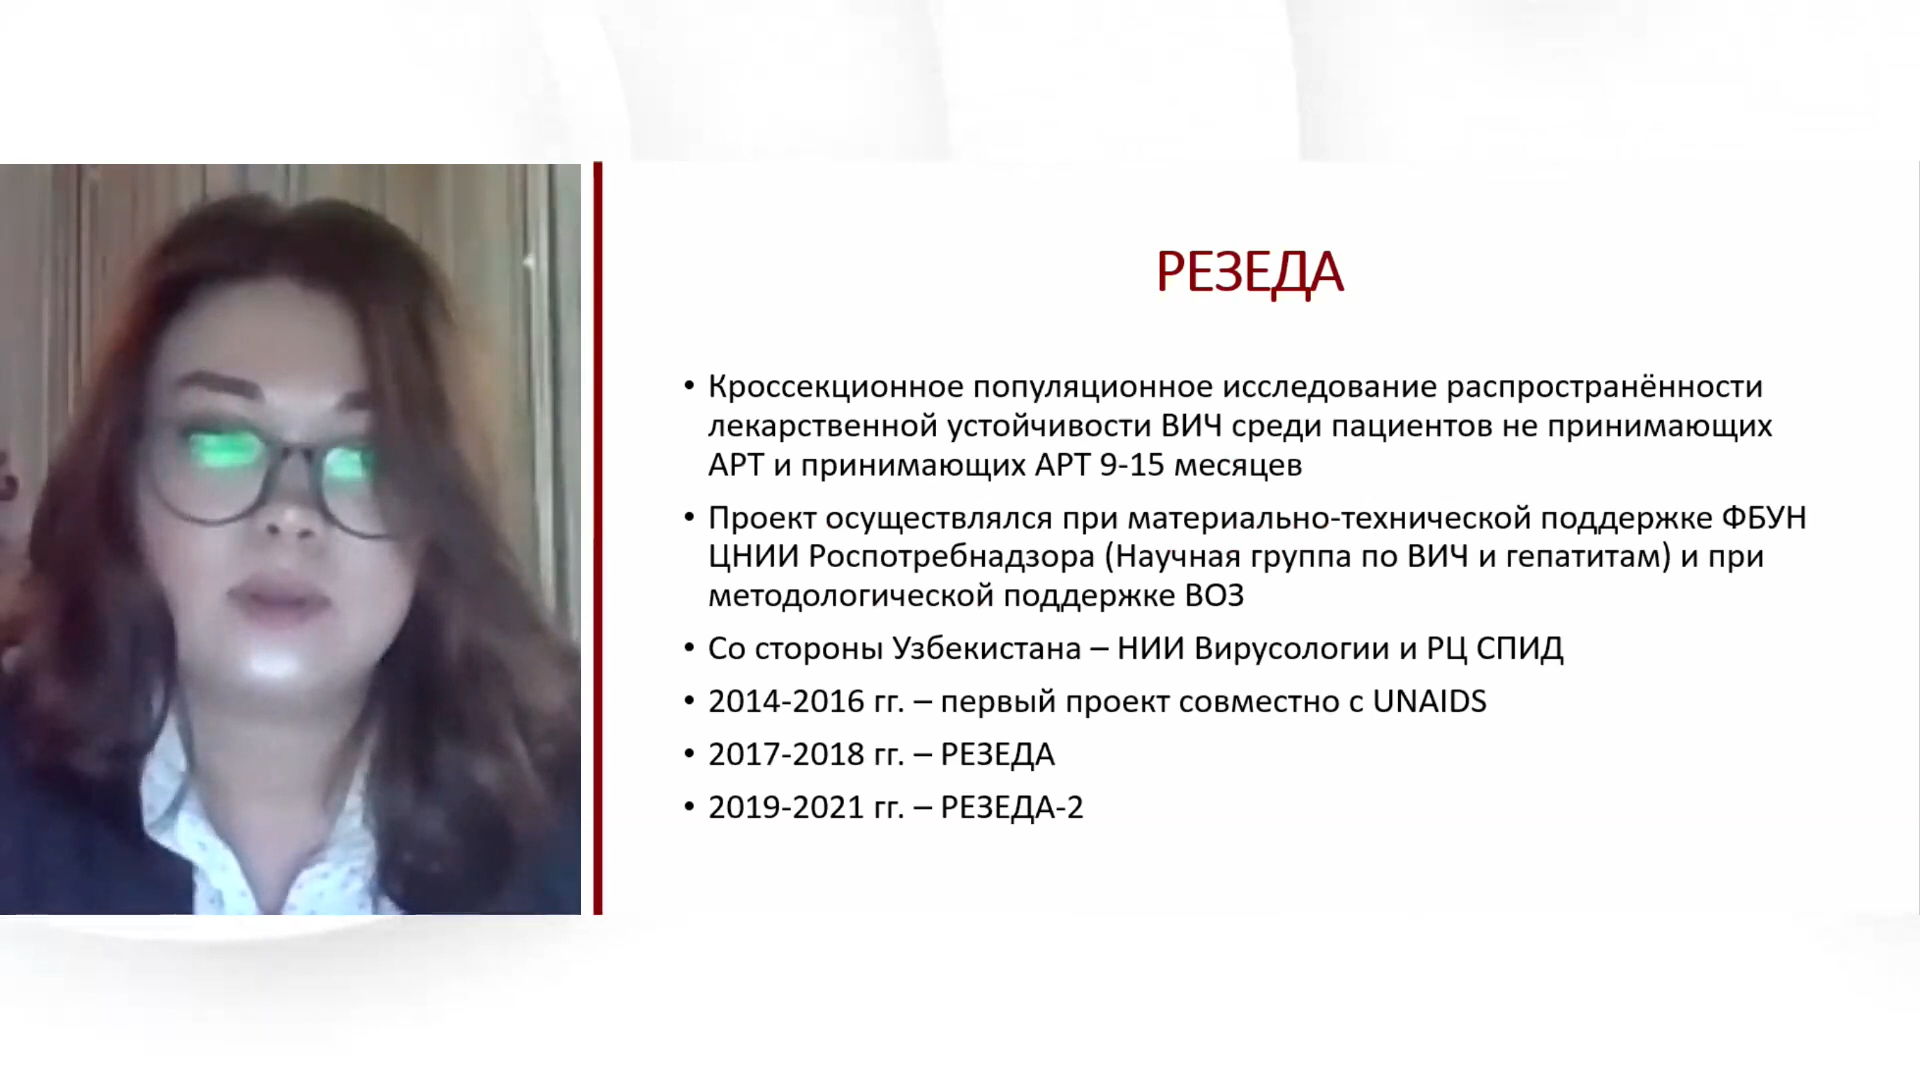 РЕЗЕДА
• Кроссекционное популяционное исследование распространённости
лекарственной устойчивости ВИЧ среди пациентов не принимающих
АРТ и принимающих АРТ 9-15 месяцев
• Проект осуществлялся при материально-технической поддержке ФБУН
ЦНИИ Роспотребнадзора (Научная группа по ВИЧ и гепатитам) и при
методологической поддержке ВОЗ
• Со стороны Узбекистана – НИИ Вирусологии и РЦ СПИД
• 2014-2016 гг. – первый проект совместно с UNAIDS
• 2017-2018 гг. – РЕЗЕДА
• 2019-2021 гг. – РЕЗЕДА-2